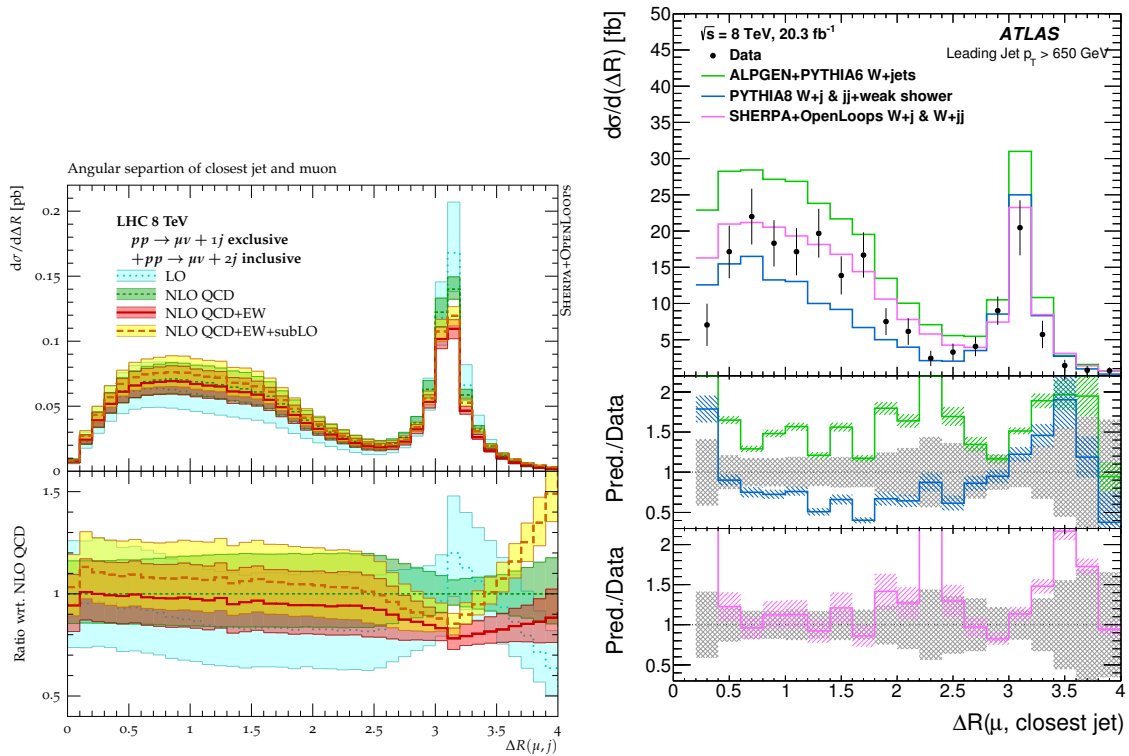 Angular separtion of closest jet and muon
dσ/dΔR [pb]
0.2
0.15
0.1
0.05
0
LHC 8 TeV
pp → μν + 1j exclusive
+pp → μν + 2j inclusive
LO
NLO QCD
NLO QCD+EW
NLO QCD+EW+subLO
SHERPA+OPENLOOPS
Ratio wrt. NLO QCD
1.5
1
0.5
0 0.5 1 1.5 2 2.5 3 3.5 4
ΔR(μ, j)
dσ/d(ΔR) [fb]
50
45
40
35
30
25
20
15
10
5
√s = 8 TeV, 20.3 fb⁻¹
ATLAS
Leading Jet p_T > 650 GeV
Data
ALPGEN+PYTHIA6 W+jets
PYTHIA8 W+j & jj+weak shower
SHERPA+OpenLoops W+j & W+jj
Pred./Data
2
1.5
1
0.5
Pred./Data
2
1.5
1
0.5
0 0.5 1 1.5 2 2.5 3 3.5 4
ΔR(μ, closest jet)